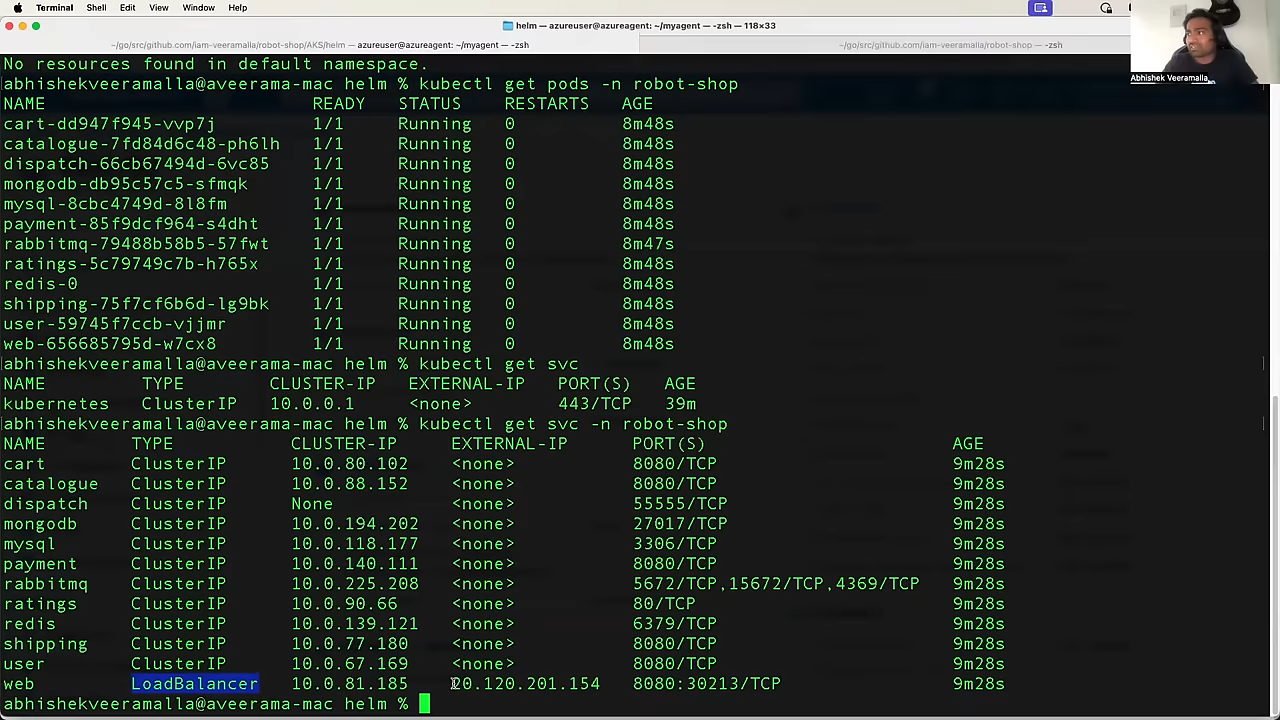 Terminal Shell Edit View Window Help
helm — azureuser@azureagent: ~/myagent — -zsh — 118×33
~/go/src/github.com/iam-veeramalla/robot-shop/AKS/helm — azureuser@azureagent: ~/myagent — -zsh
~/go/src/github.com/iam-veeramalla/robot-shop — -zsh
Abhishek Veeramalla
No resources found in default namespace.
abhishekveeramalla@aveerama-mac helm % kubectl get pods -n robot-shop
NAME READY STATUS RESTARTS AGE
cart-dd947f945-vvp7j 1/1 Running 0 8m48s
catalogue-7fd84d6c48-ph6lh 1/1 Running 0 8m48s
dispatch-66cb67494d-6vc85 1/1 Running 0 8m48s
mongodb-db95c57c5-sfmqk 1/1 Running 0 8m48s
mysql-8cbc4749d-8l8fm 1/1 Running 0 8m48s
payment-85f9dcf964-s4dht 1/1 Running 0 8m48s
rabbitmq-79488b58b5-57fwt 1/1 Running 0 8m47s
ratings-5c79749c7b-h765x 1/1 Running 0 8m48s
redis-0 1/1 Running 0 8m48s
shipping-75f7cf6b6d-lg9bk 1/1 Running 0 8m48s
user-59745f7ccb-vjjmr 1/1 Running 0 8m48s
web-656685795d-w7cx8 1/1 Running 0 8m48s
abhishekveeramalla@aveerama-mac helm % kubectl get svc
NAME TYPE CLUSTER-IP EXTERNAL-IP PORT(S) AGE
kubernetes ClusterIP 10.0.0.1 <none> 443/TCP 39m
abhishekveeramalla@aveerama-mac helm % kubectl get svc -n robot-shop
NAME TYPE CLUSTER-IP EXTERNAL-IP PORT(S) AGE
cart ClusterIP 10.0.80.102 <none> 8080/TCP 9m28s
catalogue ClusterIP 10.0.88.152 <none> 8080/TCP 9m28s
dispatch ClusterIP None <none> 55555/TCP 9m28s
mongodb ClusterIP 10.0.194.202 <none> 27017/TCP 9m28s
mysql ClusterIP 10.0.118.177 <none> 3306/TCP 9m28s
payment ClusterIP 10.0.140.111 <none> 8080/TCP 9m28s
rabbitmq ClusterIP 10.0.225.208 <none> 5672/TCP,15672/TCP,4369/TCP 9m28s
ratings ClusterIP 10.0.90.66 <none> 80/TCP 9m28s
redis ClusterIP 10.0.139.121 <none> 6379/TCP 9m28s
shipping ClusterIP 10.0.77.180 <none> 8080/TCP 9m28s
user ClusterIP 10.0.67.169 <none> 8080/TCP 9m28s
web LoadBalancer 10.0.81.185 20.120.201.154 8080:30213/TCP 9m28s
abhishekveeramalla@aveerama-mac helm %